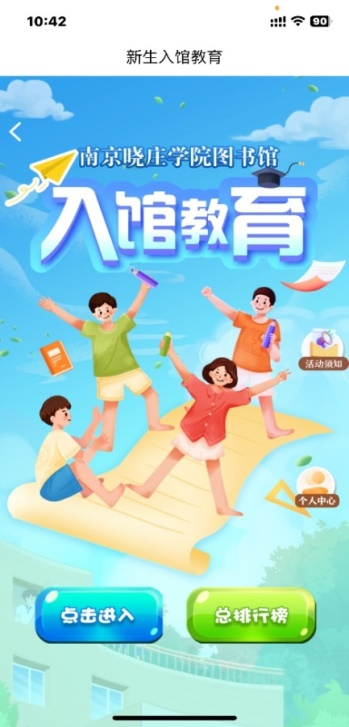 10:42
90
新生入馆教育
南京晓庄学院图书馆
入馆教育
活动须知
个人中心
点击进入
总排行榜